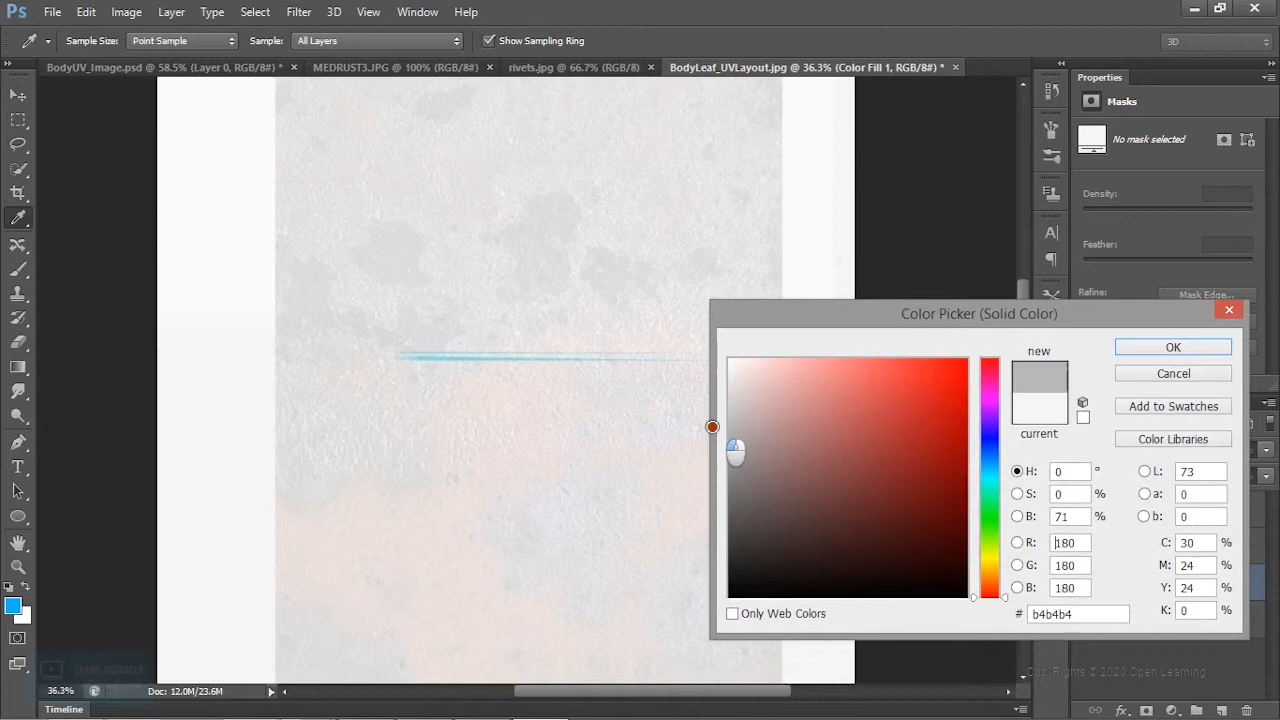 Ps File Edit Image Layer Type Select Filter 3D View Window Help
Sample Size: Point Sample Sample: All Layers Show Sampling Ring 3D
BodyUV_Image.psd @ 58.5% (Layer 0, RGB/8#) * × MEDRUST3.JPG @ 100% (RGB/8#) × rivets.jpg @ 66.7% (RGB/8) × BodyLeaf_UVLayout.jpg @ 36.3% (Color Fill 1, RGB/8#) * ×
Properties
Masks
No mask selected
Density:
Feather:
Refine:
Mask Edge...
Color Picker (Solid Color)
new
current
OK
Cancel
Add to Swatches
Color Libraries
H: 0 ° L: 73
S: 0 % a: 0
B: 71 % b: 0
R: 180 C: 30 %
G: 180 M: 24 %
B: 180 Y: 24 %
# b4b4b4 K: 0 %
Only Web Colors
LEARN YOURSELF
Cop. Rights © 2020 Open Learning
36.3% Doc: 12.0M/23.6M
Timeline